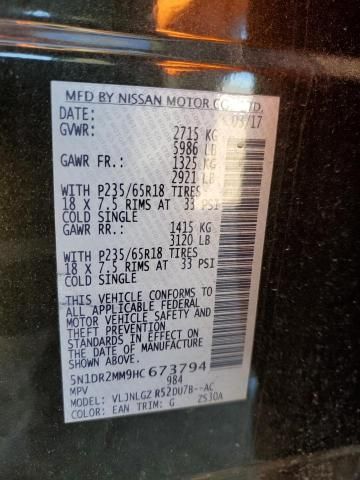 MFD BY NISSAN MOTOR CO., LTD.
DATE: 03/17
GVWR: 2715 KG
5986 LB
GAWR FR.: 1325 KG
2921 LB
WITH P235/65R18 TIRES
18 X 7.5 RIMS AT 33 PSI
COLD SINGLE
GAWR RR.: 1415 KG
3120 LB
WITH P235/65R18 TIRES
18 X 7.5 RIMS AT 33 PSI
COLD SINGLE
THIS VEHICLE CONFORMS TO
ALL APPLICABLE FEDERAL
MOTOR VEHICLE SAFETY AND
THEFT PREVENTION
STANDARDS IN EFFECT ON
THE DATE OF MANUFACTURE
SHOWN ABOVE.
5N1DR2MM9HC 673794
MPV 984
MODEL: VLJNLGZ R52DU7B--AC
COLOR: EAN TRIM: G ZS30A